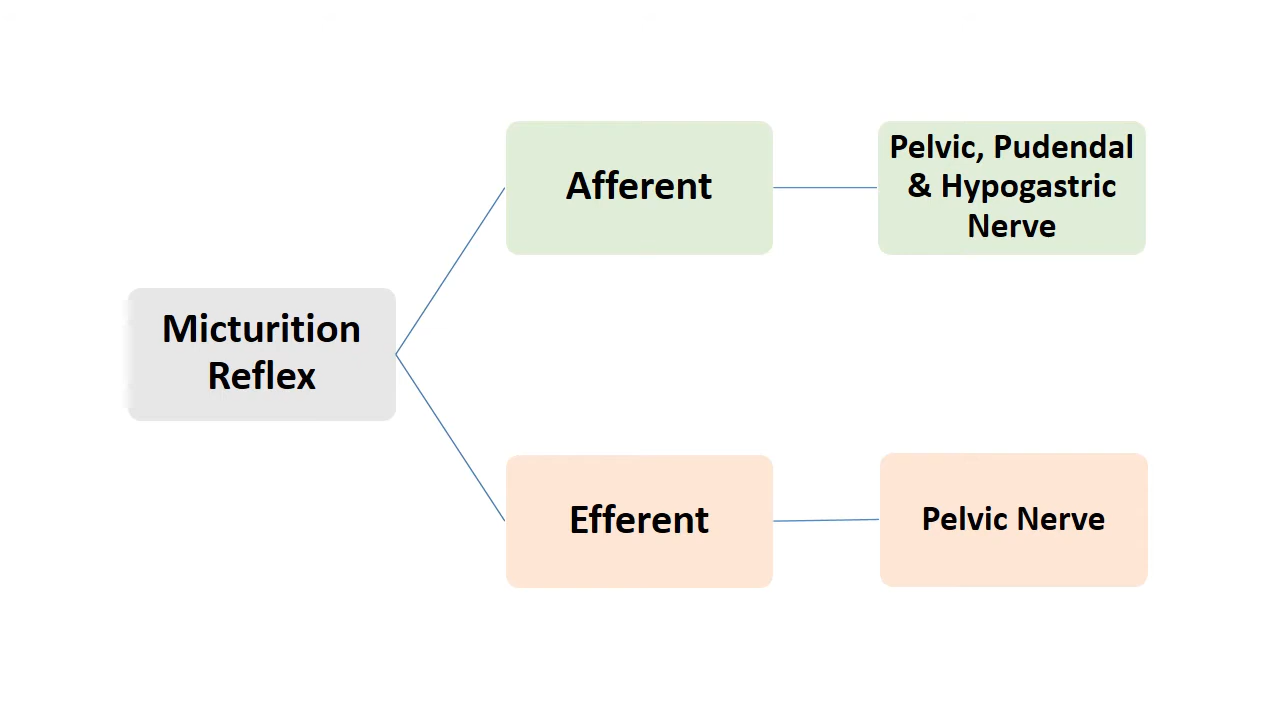 Micturition
Reflex
Afferent
Pelvic, Pudendal
& Hypogastric
Nerve
Efferent
Pelvic Nerve